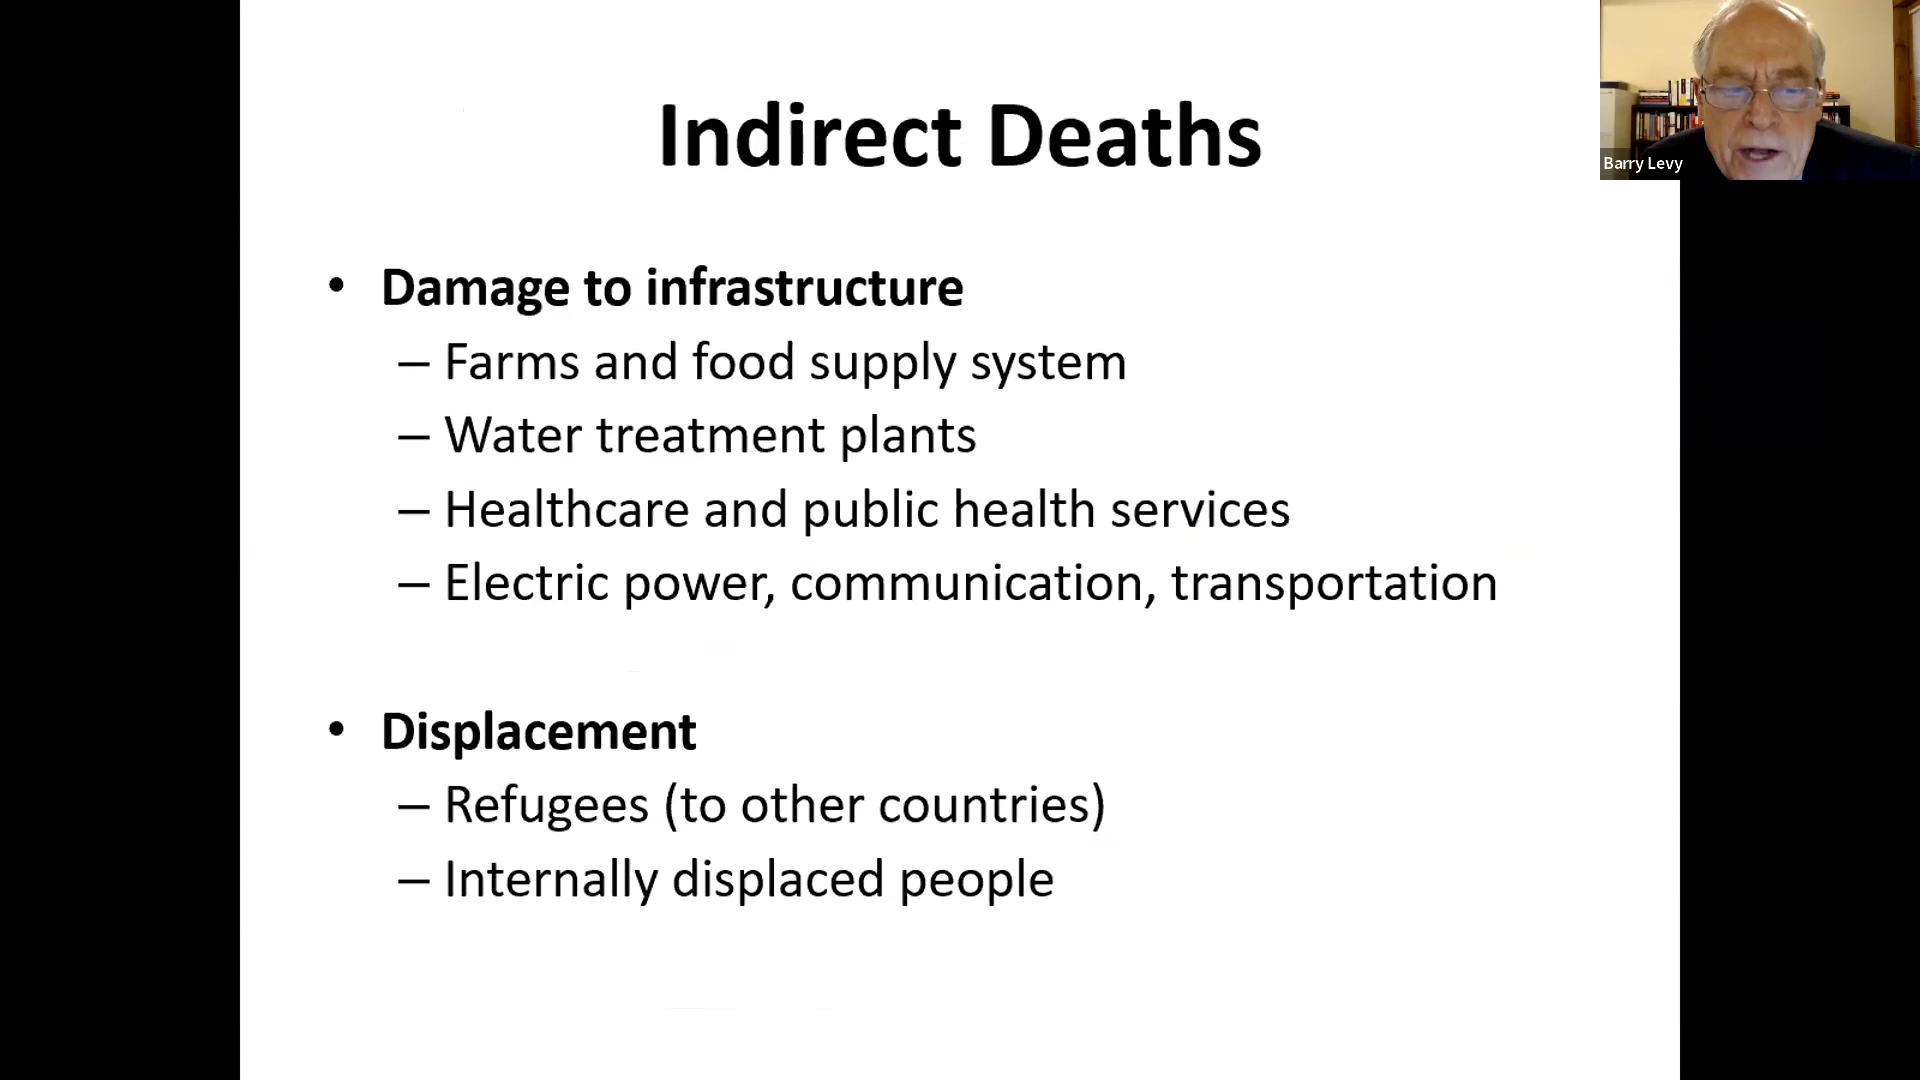 Indirect Deaths
Barry Levy
• Damage to infrastructure
– Farms and food supply system
– Water treatment plants
– Healthcare and public health services
– Electric power, communication, transportation
• Displacement
– Refugees (to other countries)
– Internally displaced people